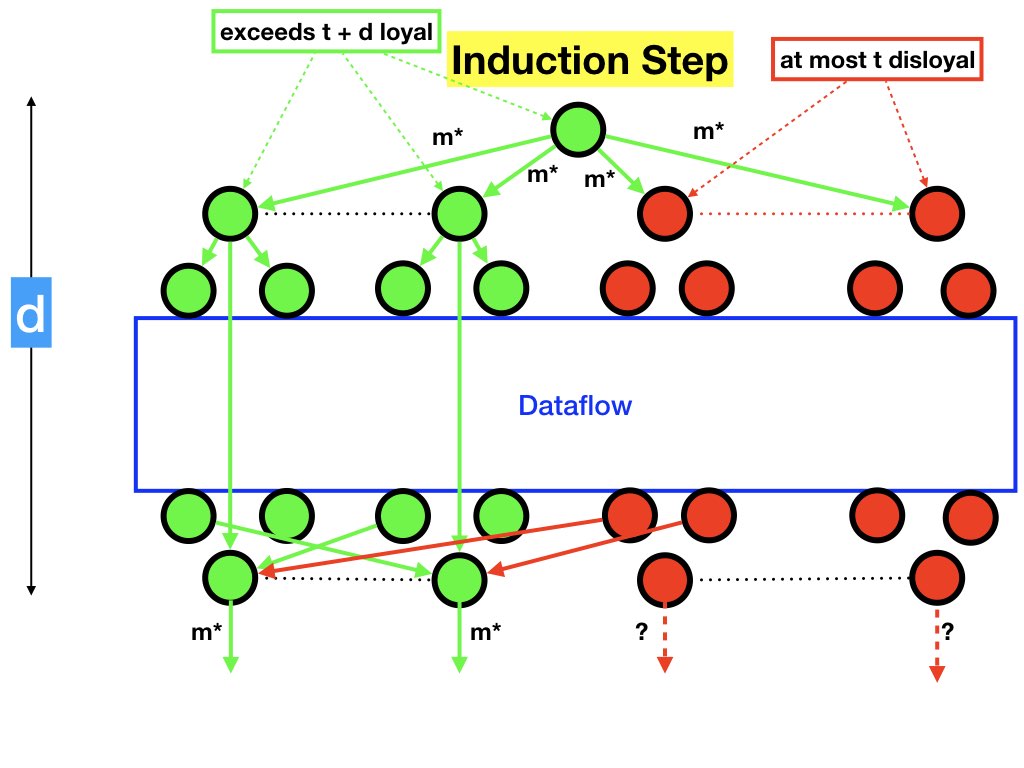 exceeds t + d loyal
Induction Step
at most t disloyal
m*
m*
m*
m*
d
Dataflow
m*
m*
?
?